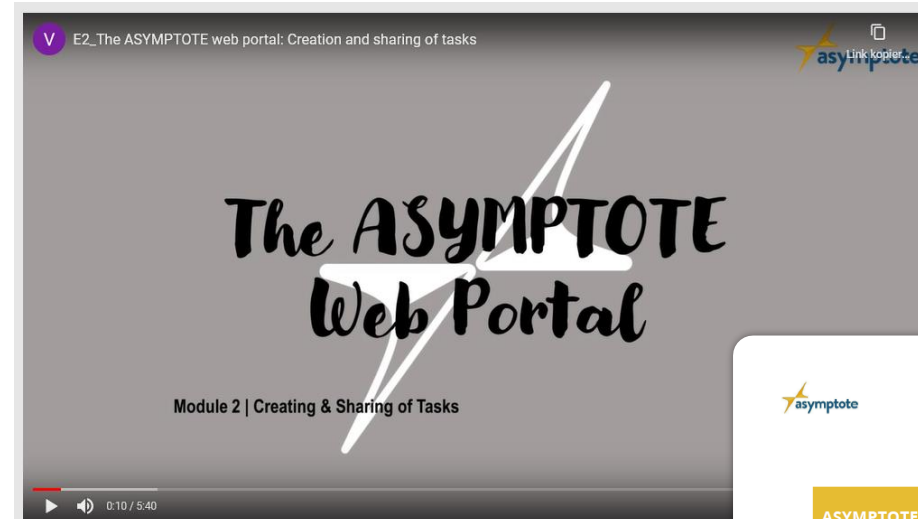 V
E2_The ASYMPTOTE web portal: Creation and sharing of tasks
asymptote
Link kopier...
The ASYMPTOTE
Web Portal
Module 2 | Creating & Sharing of Tasks
asymptote
0:10 / 5:40
ASYMPTOTE